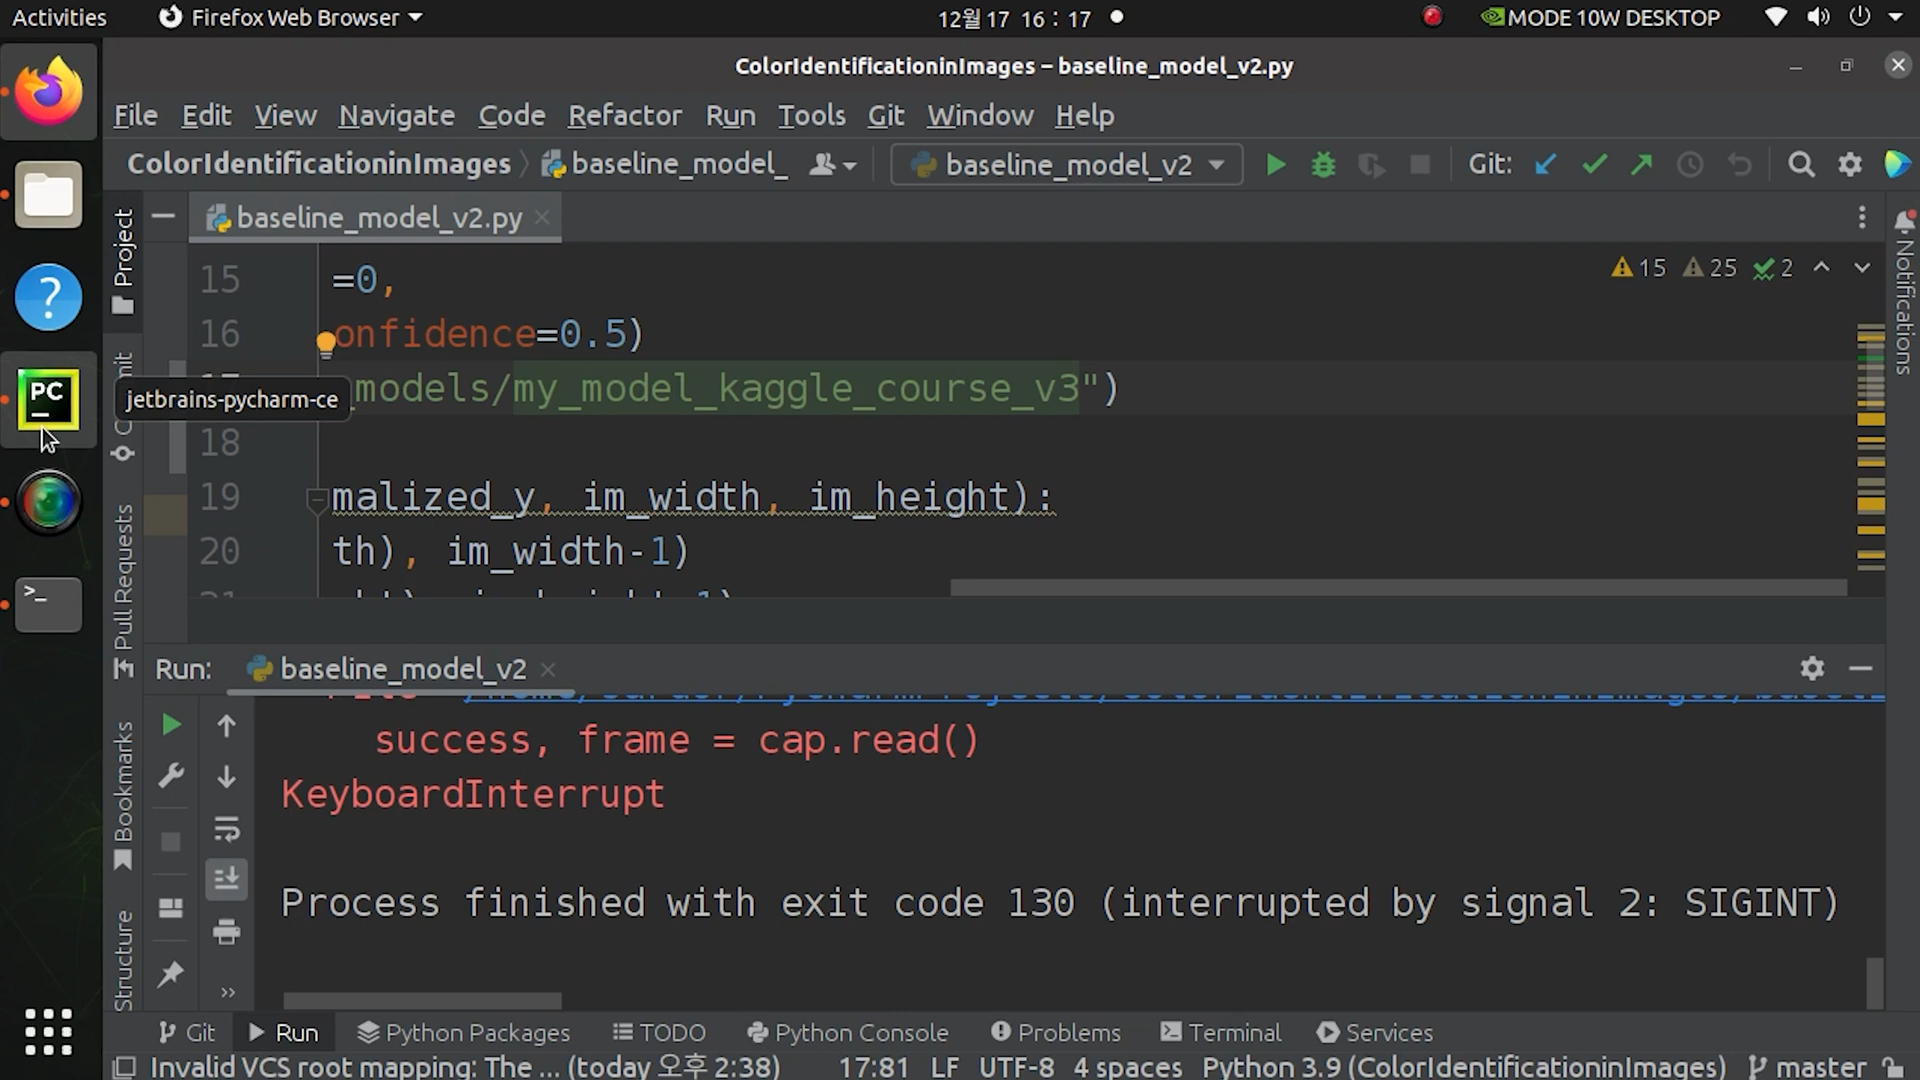 Activities Firefox Web Browser 12월 17 16 : 17 MODE 10W DESKTOP
ColorIdentificationinImages – baseline_model_v2.py
File Edit View Navigate Code Refactor Run Tools Git Window Help
ColorIdentificationinImages baseline_model_ baseline_model_v2 Git:
baseline_model_v2.py
Project
Pull Requests
Bookmarks
Structure
Notifications
15 25 2
15 =0,
16 onfidence=0.5)
_models/my_model_kaggle_course_v3")
PC
jetbrains-pycharm-ce
18
19 malized_y, im_width, im_height):
20 th), im_width-1)
Run: baseline_model_v2
success, frame = cap.read()
KeyboardInterrupt
Process finished with exit code 130 (interrupted by signal 2: SIGINT)
Git Run Python Packages TODO Python Console Problems Terminal Services
Invalid VCS root mapping: The ... (today 오후 2:38) 17:81 LF UTF-8 4 spaces Python 3.9 (ColorIdentificationinImages) master